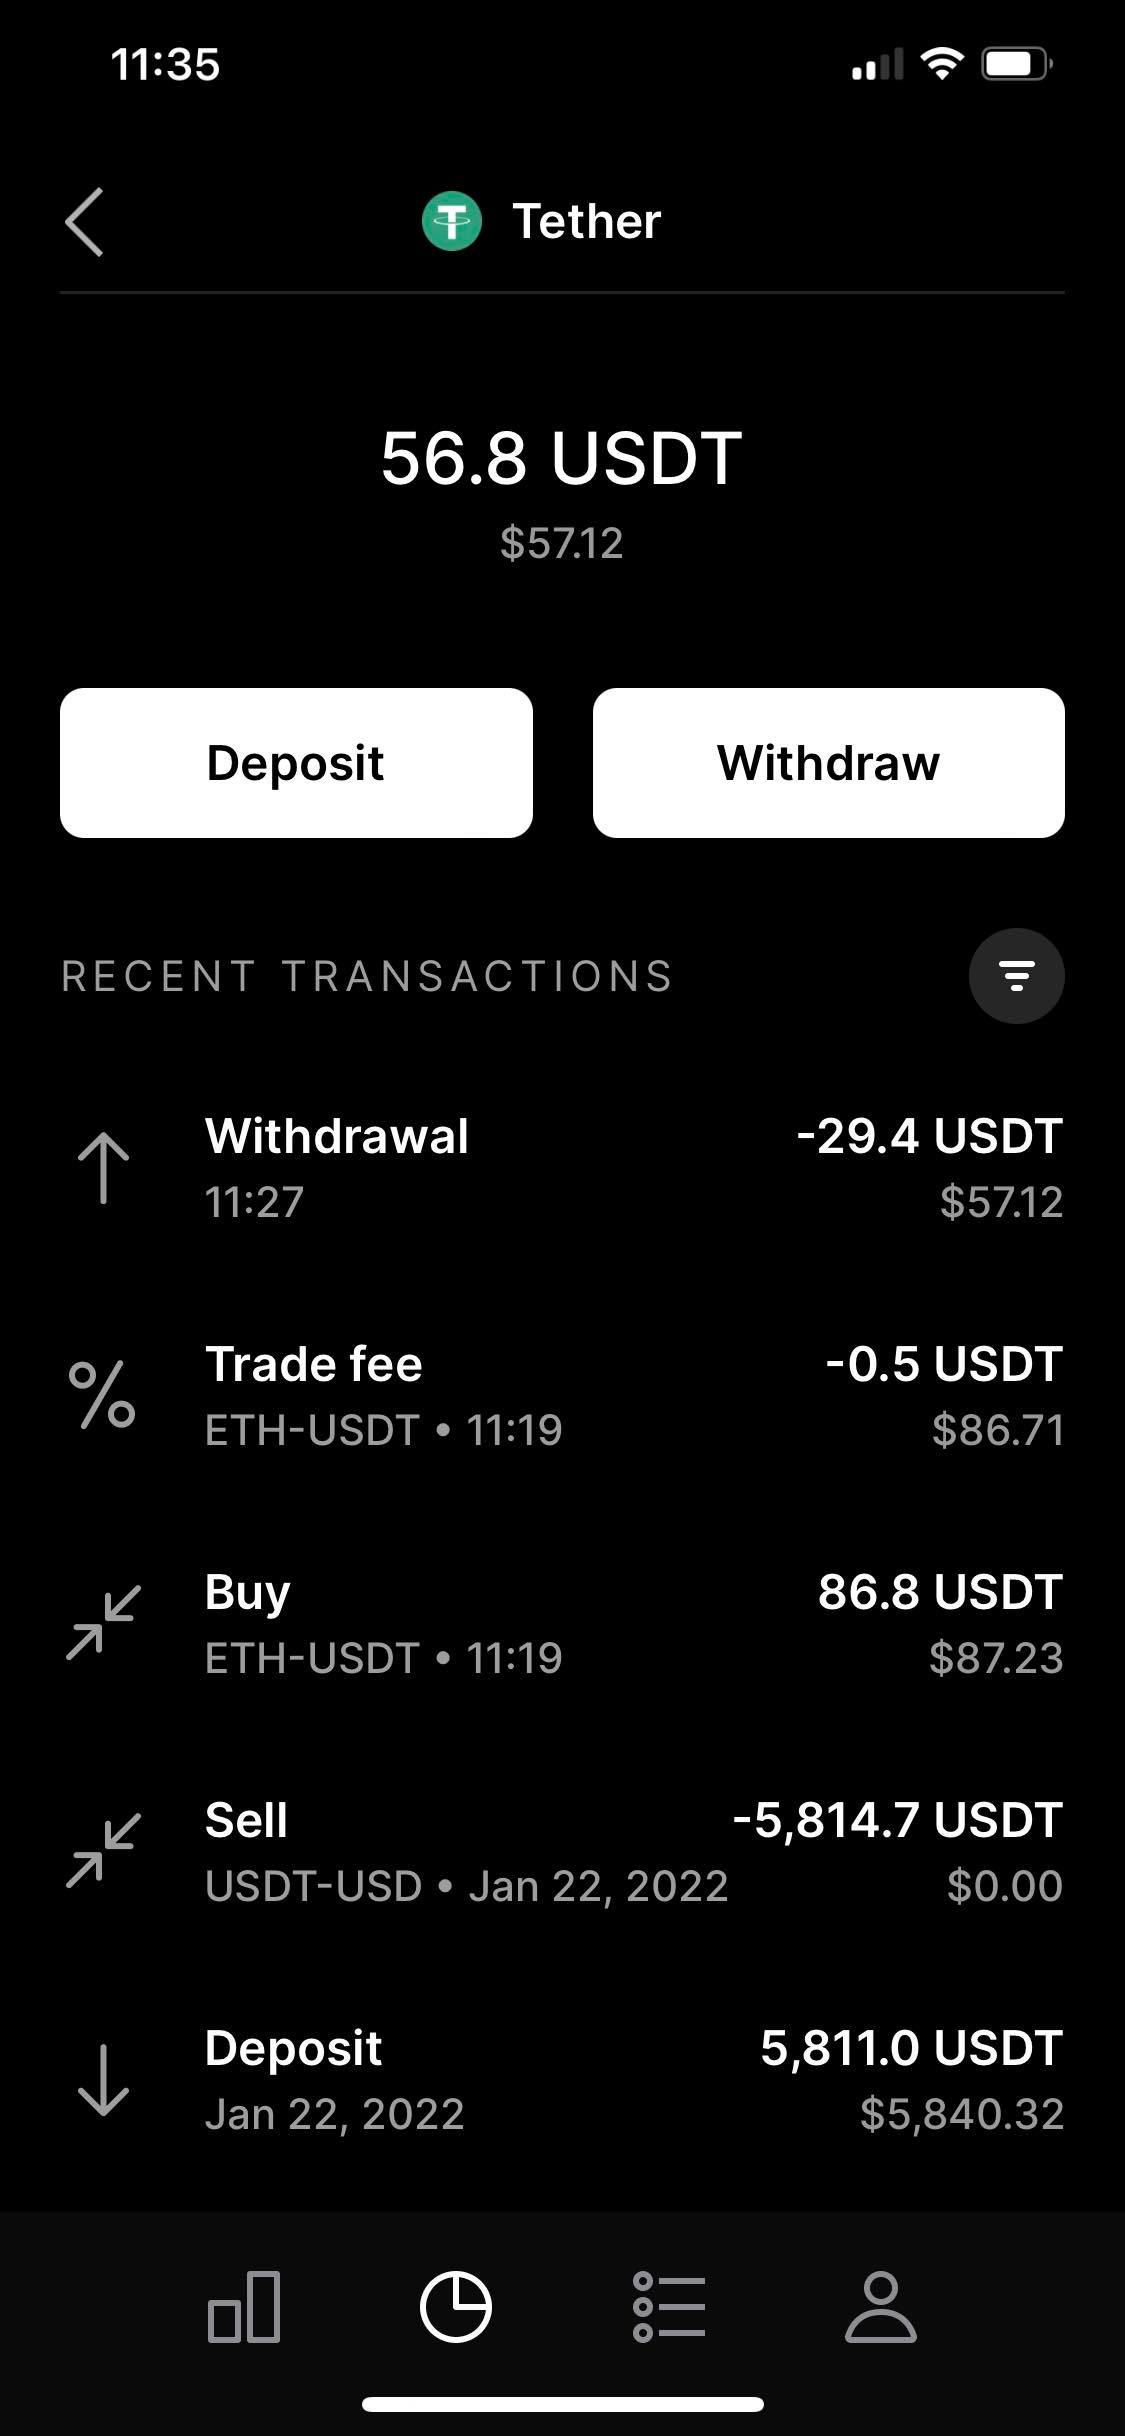 11:35
Tether
56.8 USDT
$57.12
Deposit Withdraw
RECENT TRANSACTIONS
Withdrawal -29.4 USDT
11:27 $57.12
Trade fee -0.5 USDT
ETH-USDT • 11:19 $86.71
Buy 86.8 USDT
ETH-USDT • 11:19 $87.23
Sell -5,814.7 USDT
USDT-USD • Jan 22, 2022 $0.00
Deposit 5,811.0 USDT
Jan 22, 2022 $5,840.32